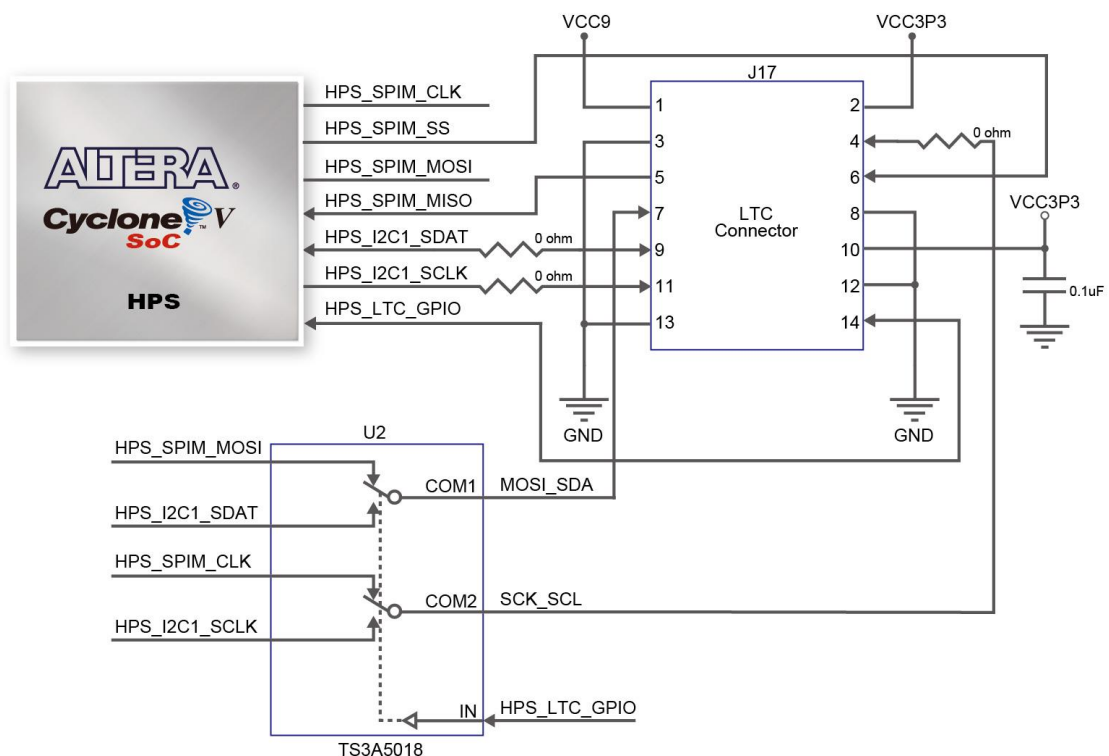 VCC9
VCC3P3
J17
HPS_SPIM_CLK
1
2
HPS_SPIM_SS
3
4
0 ohm
HPS_SPIM_MOSI
5
6
HPS_SPIM_MISO
ALTERA®
Cyclone™ V
SoC
HPS
7
LTC
Connector
8
VCC3P3
HPS_I2C1_SDAT
0 ohm
9
10
HPS_I2C1_SCLK
0 ohm
11
12
0.1uF
HPS_LTC_GPIO
13
14
GND
GND
U2
HPS_SPIM_MOSI
COM1
MOSI_SDA
HPS_I2C1_SDAT
HPS_SPIM_CLK
COM2
SCK_SCL
HPS_I2C1_SCLK
IN
HPS_LTC_GPIO
TS3A5018